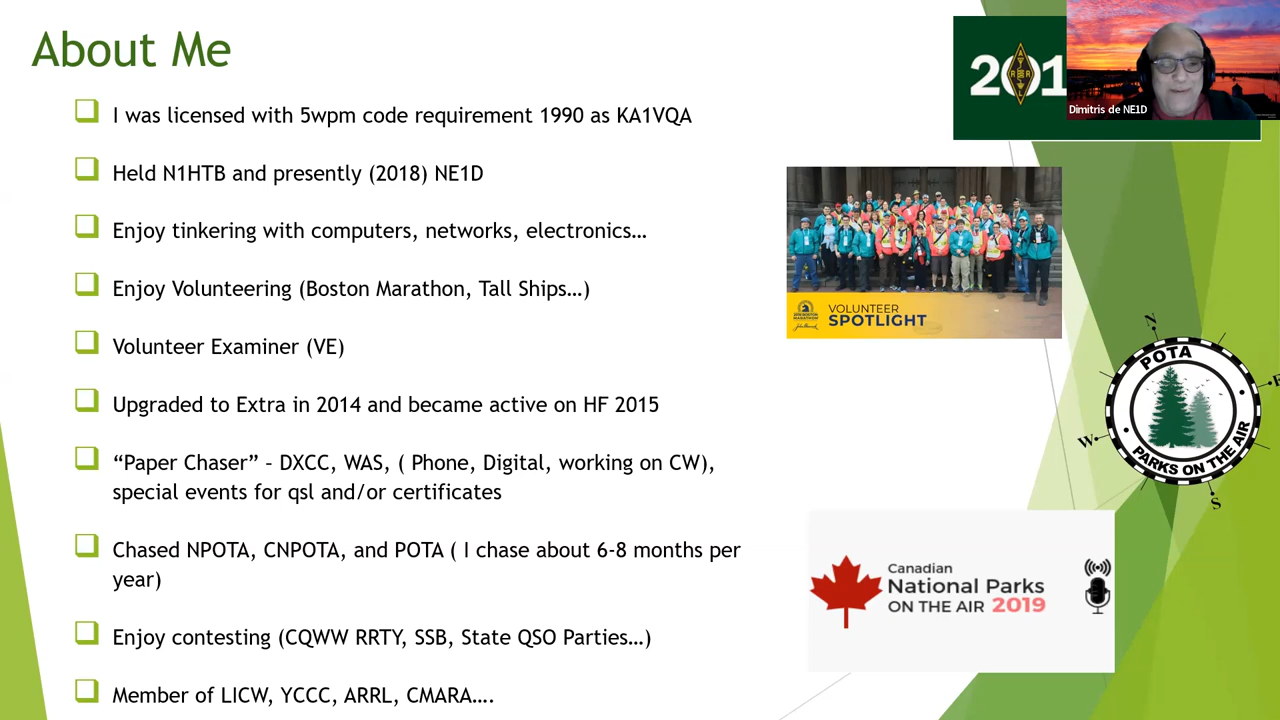 About Me
I was licensed with 5wpm code requirement 1990 as KA1VQA
Held N1HTB and presently (2018) NE1D
Enjoy tinkering with computers, networks, electronics…
Enjoy Volunteering (Boston Marathon, Tall Ships…)
Volunteer Examiner (VE)
Upgraded to Extra in 2014 and became active on HF 2015
“Paper Chaser” – DXCC, WAS, ( Phone, Digital, working on CW),
special events for qsl and/or certificates
Chased NPOTA, CNPOTA, and POTA ( I chase about 6-8 months per
year)
Enjoy contesting (CQWW RRTY, SSB, State QSO Parties…)
Member of LICW, YCCC, ARRL, CMARA….
201
Dimitris de NE1D
VOLUNTEER
SPOTLIGHT
N
POTA
E
W
PARKS ON THE AIR
S
Canadian
National Parks
ON THE AIR 2019